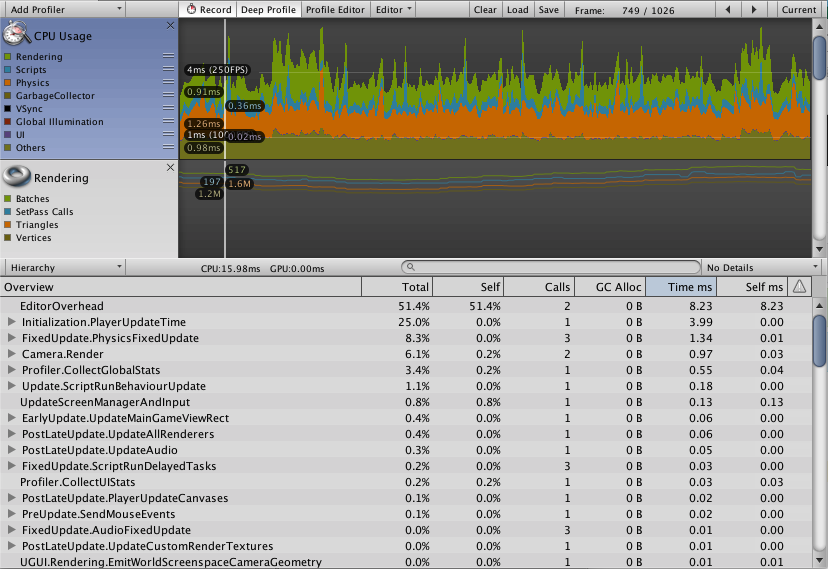 Add Profiler Record Deep Profile Profile Editor Editor Clear Load Save Frame: 749 / 1026 Current
CPU Usage
Rendering
Scripts
Physics
GarbageCollector
VSync
Global Illumination
UI
Others
4ms (250FPS)
0.91ms
0.36ms
1.26ms
1ms (100
0.02ms
0.98ms
Rendering
Batches
SetPass Calls
Triangles
Vertices
517
197
1.6M
1.2M
Hierarchy CPU:15.98ms GPU:0.00ms No Details
Overview Total Self Calls GC Alloc Time ms Self ms
EditorOverhead 51.4% 51.4% 2 0 B 8.23 8.23
Initialization.PlayerUpdateTime 25.0% 0.0% 1 0 B 3.99 0.00
FixedUpdate.PhysicsFixedUpdate 8.3% 0.0% 3 0 B 1.34 0.01
Camera.Render 6.1% 0.2% 2 0 B 0.97 0.03
Profiler.CollectGlobalStats 3.4% 0.2% 1 0 B 0.55 0.04
Update.ScriptRunBehaviourUpdate 1.1% 0.0% 1 0 B 0.18 0.00
UpdateScreenManagerAndInput 0.8% 0.8% 1 0 B 0.13 0.13
EarlyUpdate.UpdateMainGameViewRect 0.4% 0.0% 1 0 B 0.06 0.00
PostLateUpdate.UpdateAllRenderers 0.4% 0.0% 1 0 B 0.06 0.00
PostLateUpdate.UpdateAudio 0.3% 0.0% 1 0 B 0.05 0.00
FixedUpdate.ScriptRunDelayedTasks 0.2% 0.0% 3 0 B 0.03 0.00
Profiler.CollectUIStats 0.2% 0.2% 1 0 B 0.03 0.03
PostLateUpdate.PlayerUpdateCanvases 0.1% 0.0% 1 0 B 0.02 0.00
PreUpdate.SendMouseEvents 0.1% 0.0% 1 0 B 0.02 0.00
FixedUpdate.AudioFixedUpdate 0.0% 0.0% 3 0 B 0.01 0.00
PostLateUpdate.UpdateCustomRenderTextures 0.0% 0.0% 1 0 B 0.01 0.00
UGUI.Rendering.EmitWorldScreenspaceCameraGeometry 0.0% 0.0% 1 0 B 0.01 0.01